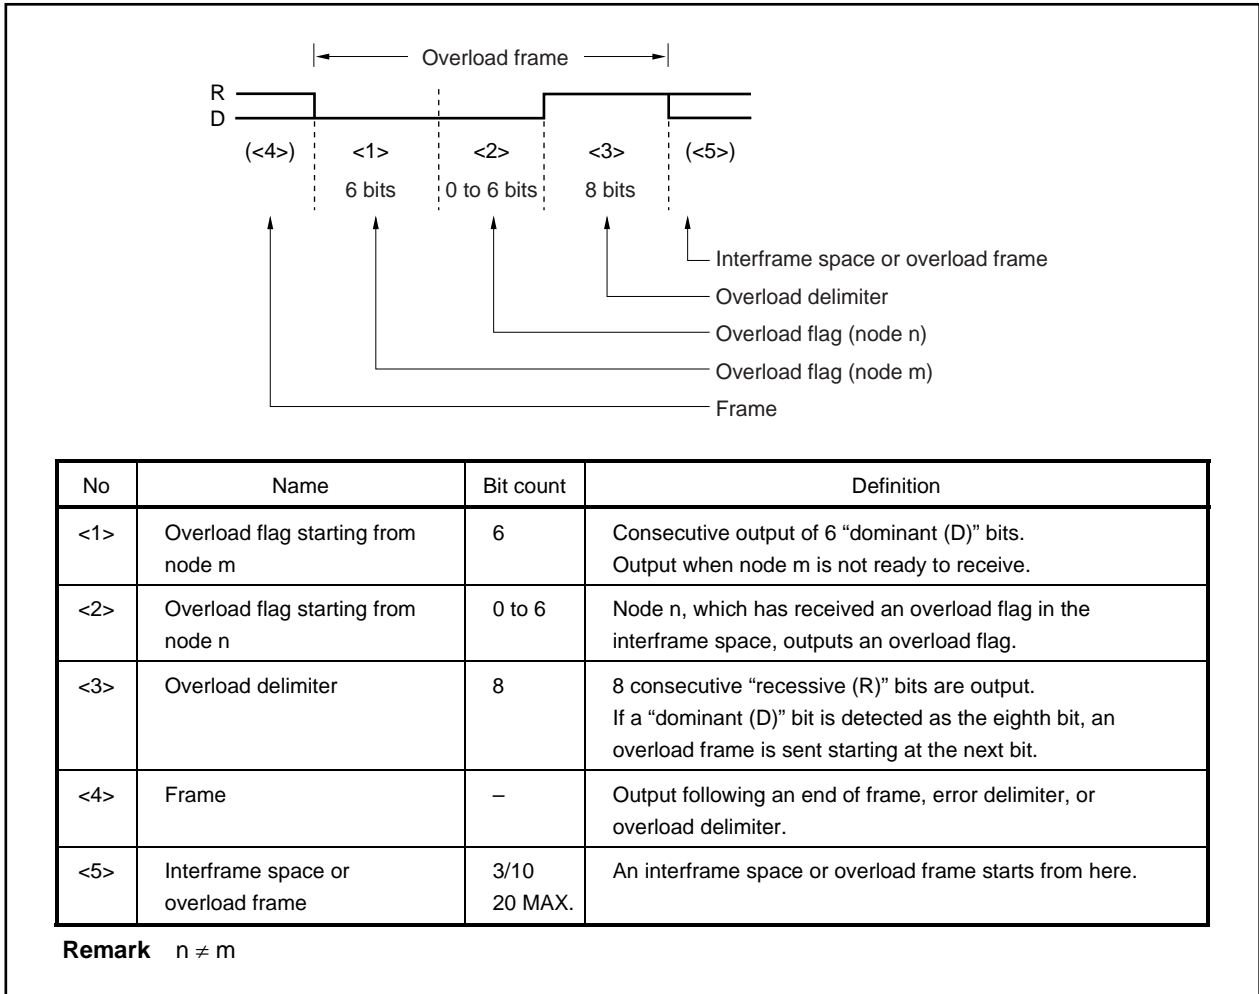 Overload frame
R
D
(<4>) <1> <2> <3> (<5>)
6 bits 0 to 6 bits 8 bits
Interframe space or overload frame
Overload delimiter
Overload flag (node n)
Overload flag (node m)
Frame
No Name Bit count Definition
<1> Overload flag starting from 6 Consecutive output of 6 “dominant (D)” bits.
node m Output when node m is not ready to receive.
<2> Overload flag starting from 0 to 6 Node n, which has received an overload flag in the
node n interframe space, outputs an overload flag.
<3> Overload delimiter 8 8 consecutive “recessive (R)” bits are output.
If a “dominant (D)” bit is detected as the eighth bit, an
overload frame is sent starting at the next bit.
<4> Frame – Output following an end of frame, error delimiter, or
overload delimiter.
<5> Interframe space or 3/10 An interframe space or overload frame starts from here.
overload frame 20 MAX.
Remark n ≠ m